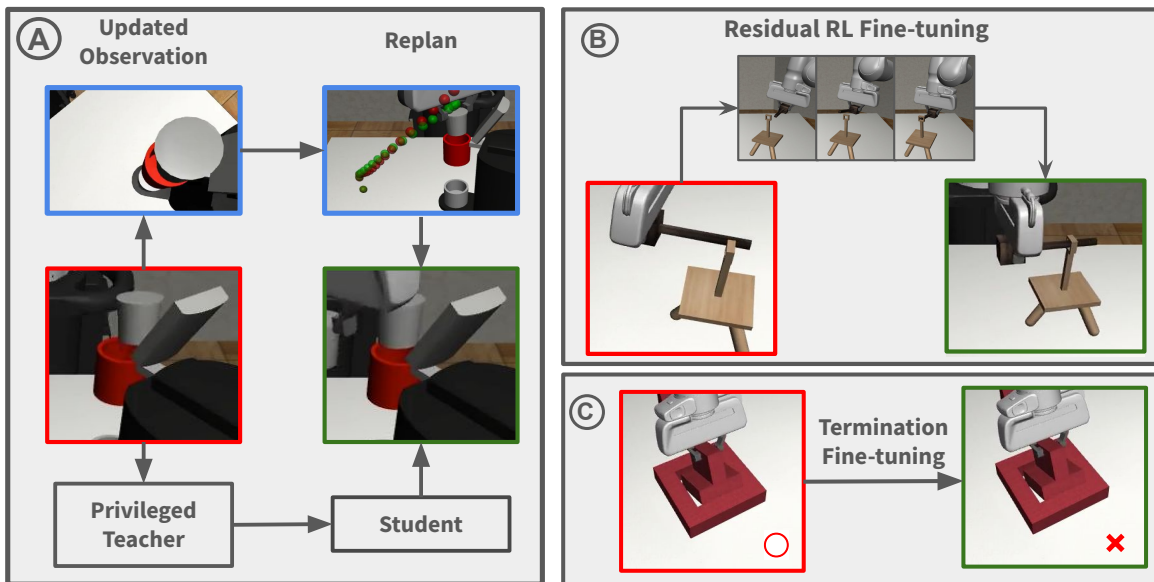 A
Updated
Observation
Replan
Privileged
Teacher
Student
B
Residual RL Fine-tuning
C
Termination
Fine-tuning